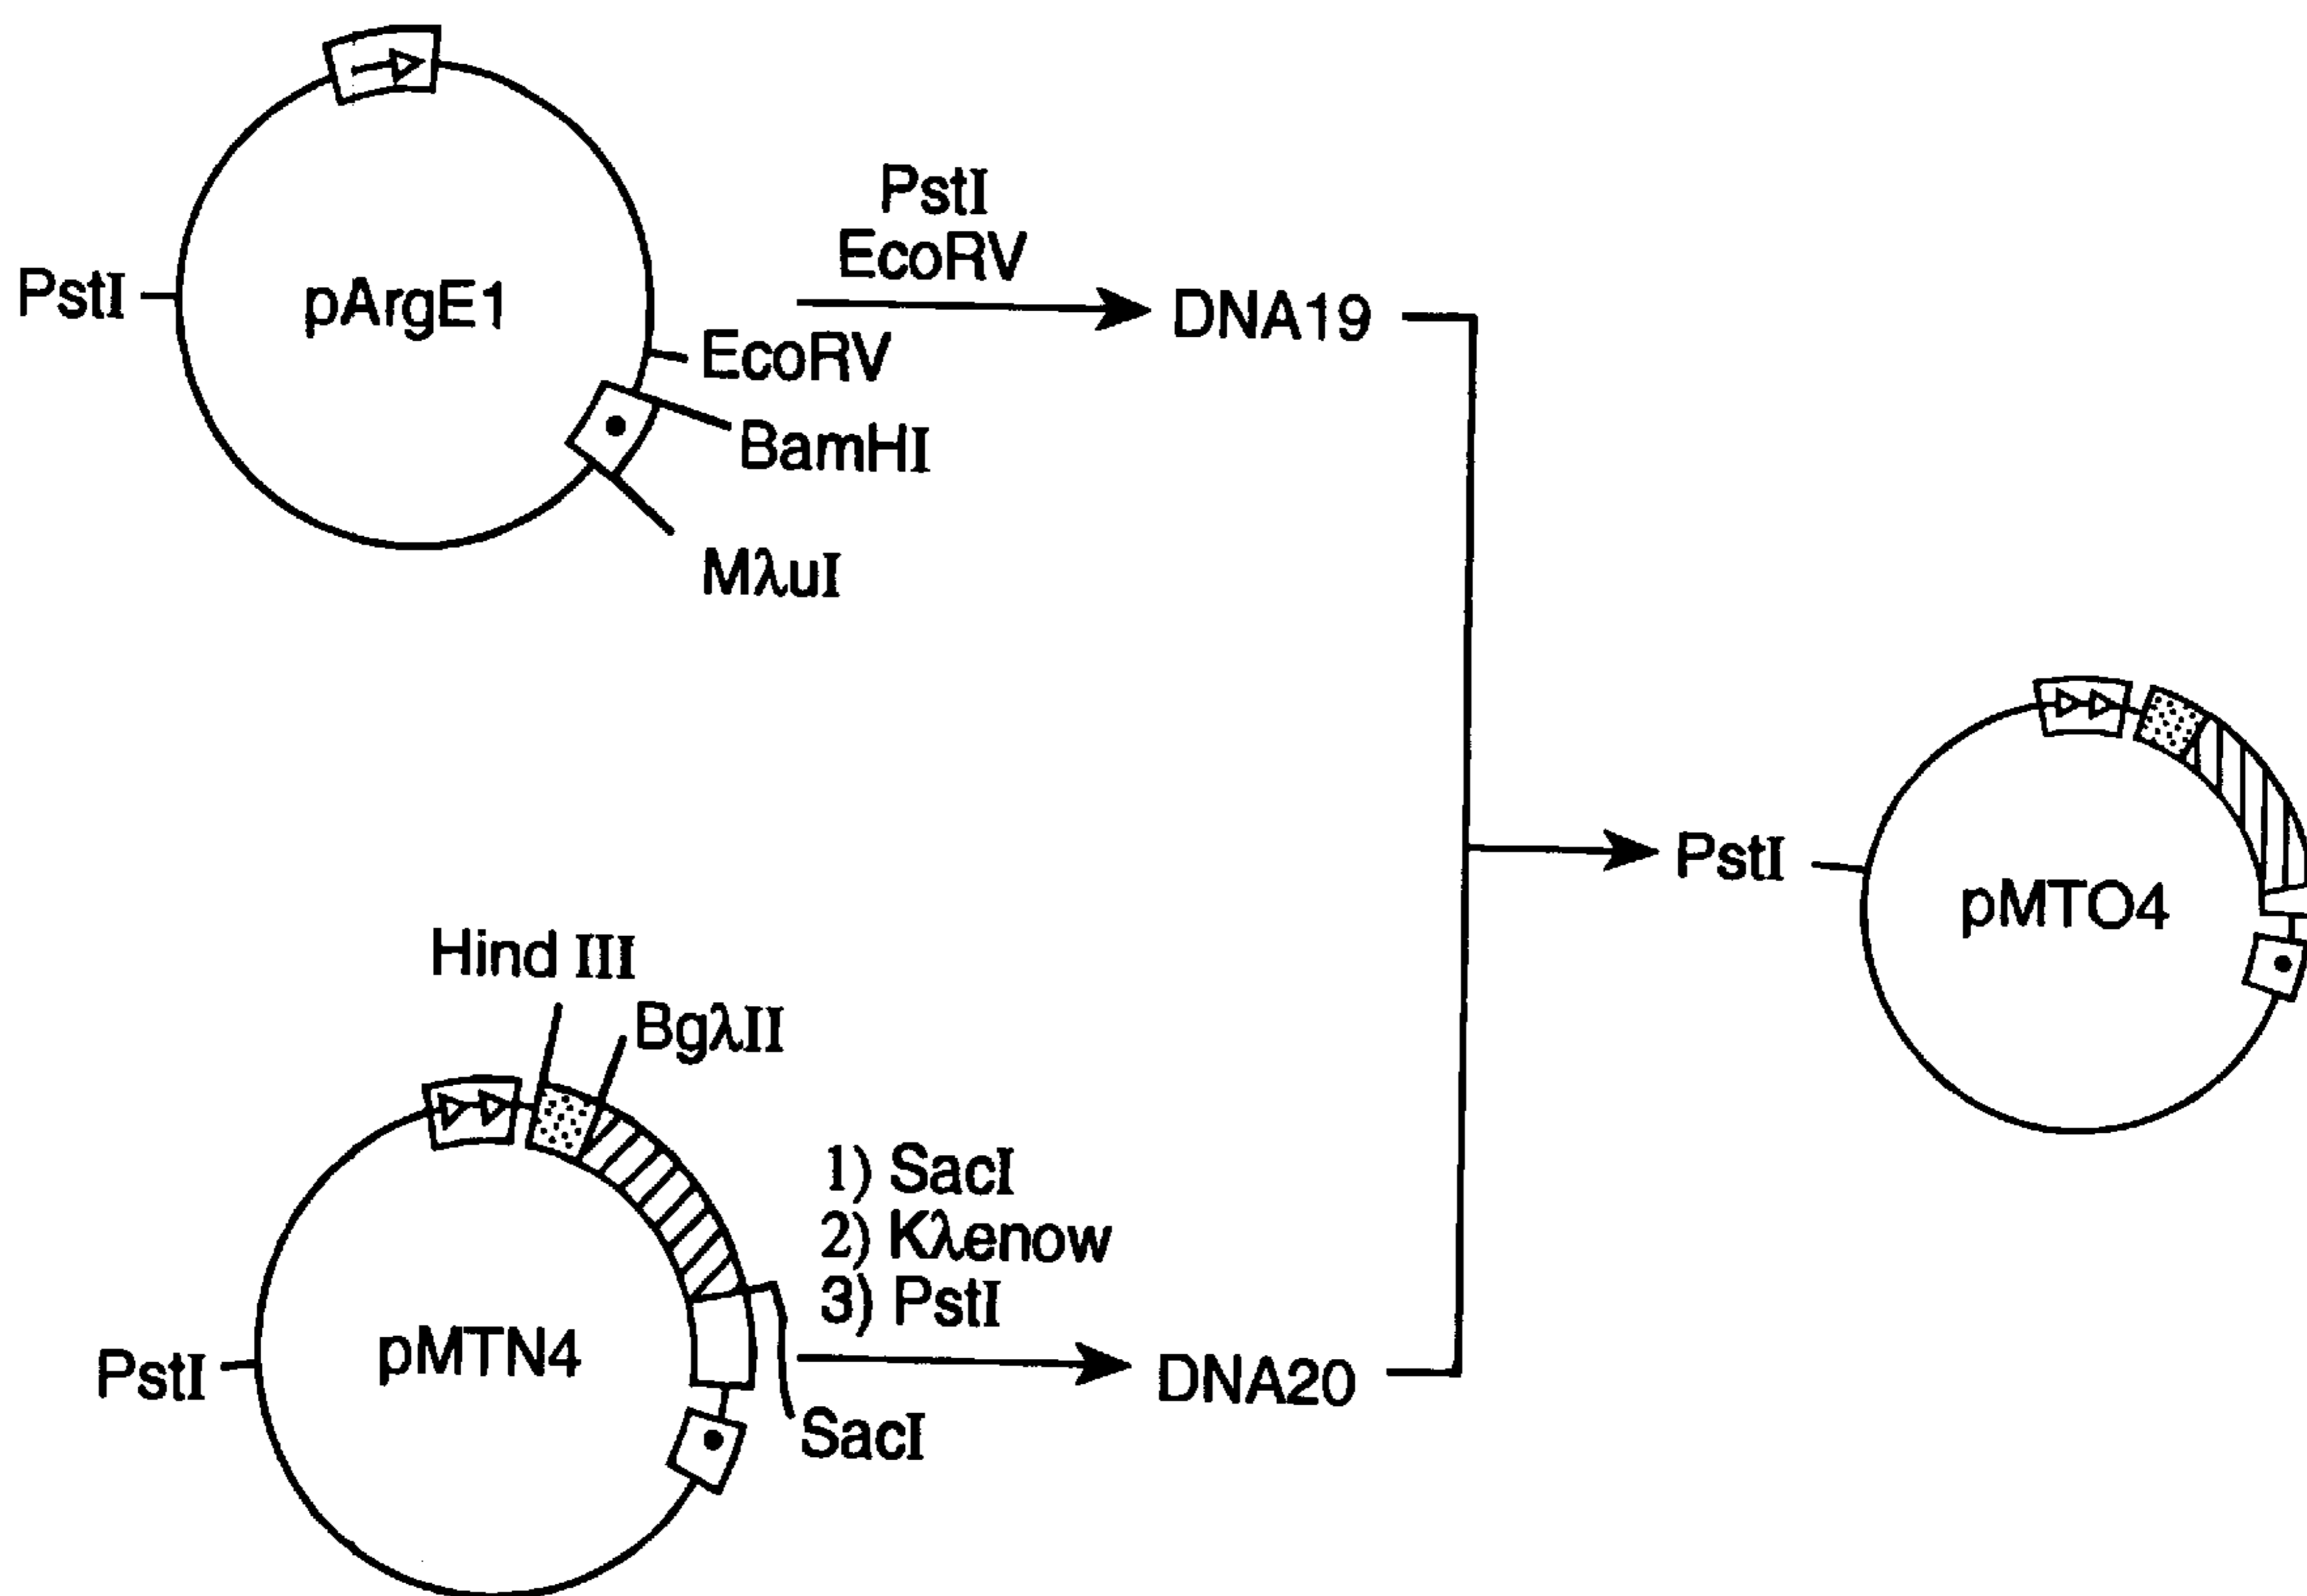 PstI
pArgE1
EcoRV
BamHI
MλuI
PstI
EcoRV
DNA19
Hind III
BgλII
PstI
pMTN4
SacI
1) SacI
2) Kλenow
3) PstI
DNA20
PstI
pMTO4